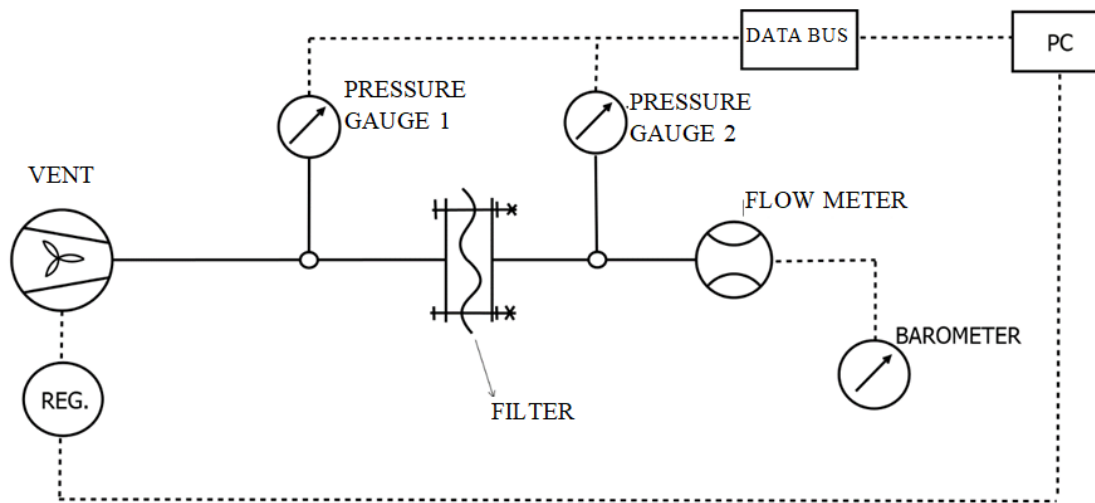 DATA BUS
PC
PRESSURE
GAUGE 1
PRESSURE
GAUGE 2
VENT
FLOW METER
BAROMETER
REG.
FILTER